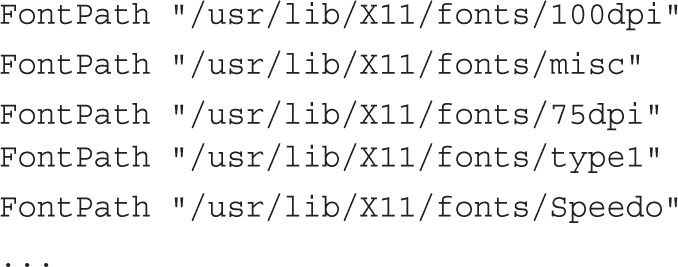 FontPath "/usr/lib/X11/fonts/100dpi"
FontPath "/usr/lib/X11/fonts/misc"
FontPath "/usr/lib/X11/fonts/75dpi"
FontPath "/usr/lib/X11/fonts/type1"
FontPath "/usr/lib/X11/fonts/Speedo"
...